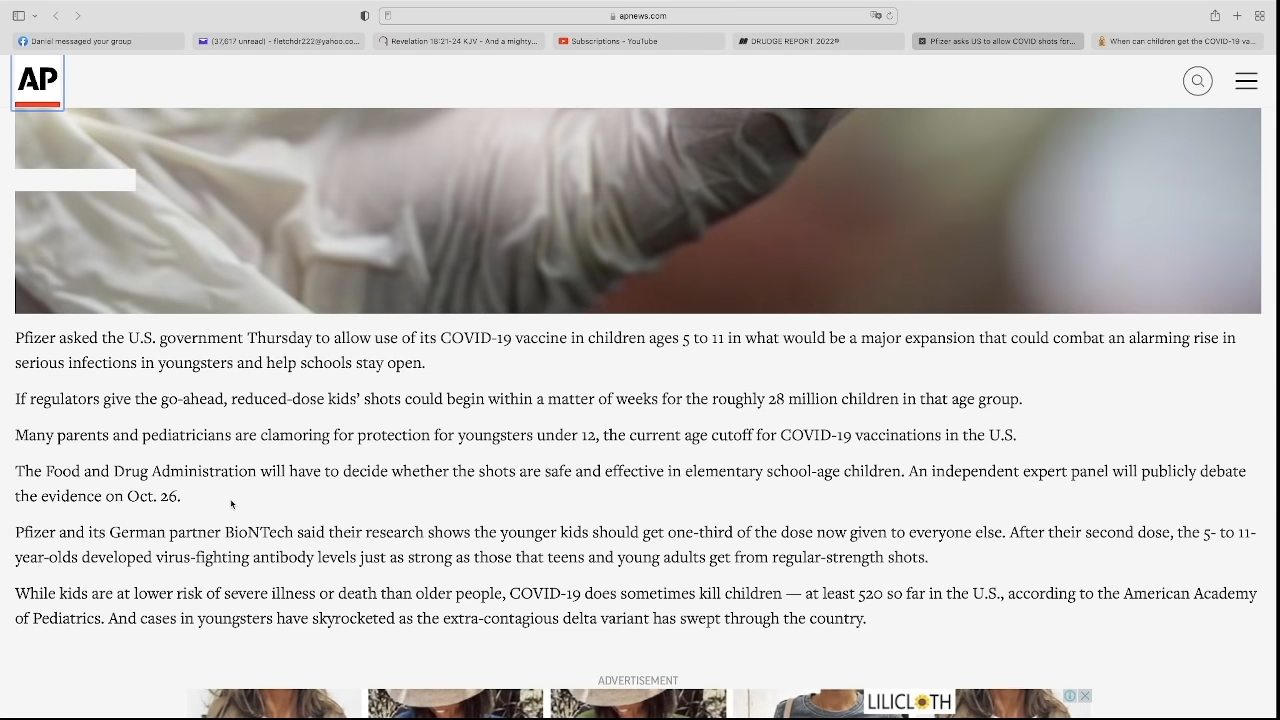 apnews.com
Daniel messaged your group
(37,617 unread) - fletchdr222@yahoo.co...
Revelation 18:21-24 KJV - And a mighty...
Subscriptions - YouTube
DRUDGE REPORT 2022®
Pfizer asks US to allow COVID shots for...
When can children get the COVID-19 va...
AP
Pfizer asked the U.S. government Thursday to allow use of its COVID-19 vaccine in children ages 5 to 11 in what would be a major expansion that could combat an alarming rise in
serious infections in youngsters and help schools stay open.
If regulators give the go-ahead, reduced-dose kids’ shots could begin within a matter of weeks for the roughly 28 million children in that age group.
Many parents and pediatricians are clamoring for protection for youngsters under 12, the current age cutoff for COVID-19 vaccinations in the U.S.
The Food and Drug Administration will have to decide whether the shots are safe and effective in elementary school-age children. An independent expert panel will publicly debate
the evidence on Oct. 26.
Pfizer and its German partner BioNTech said their research shows the younger kids should get one-third of the dose now given to everyone else. After their second dose, the 5- to 11-
year-olds developed virus-fighting antibody levels just as strong as those that teens and young adults get from regular-strength shots.
While kids are at lower risk of severe illness or death than older people, COVID-19 does sometimes kill children — at least 520 so far in the U.S., according to the American Academy
of Pediatrics. And cases in youngsters have skyrocketed as the extra-contagious delta variant has swept through the country.
ADVERTISEMENT
LILICLOTH